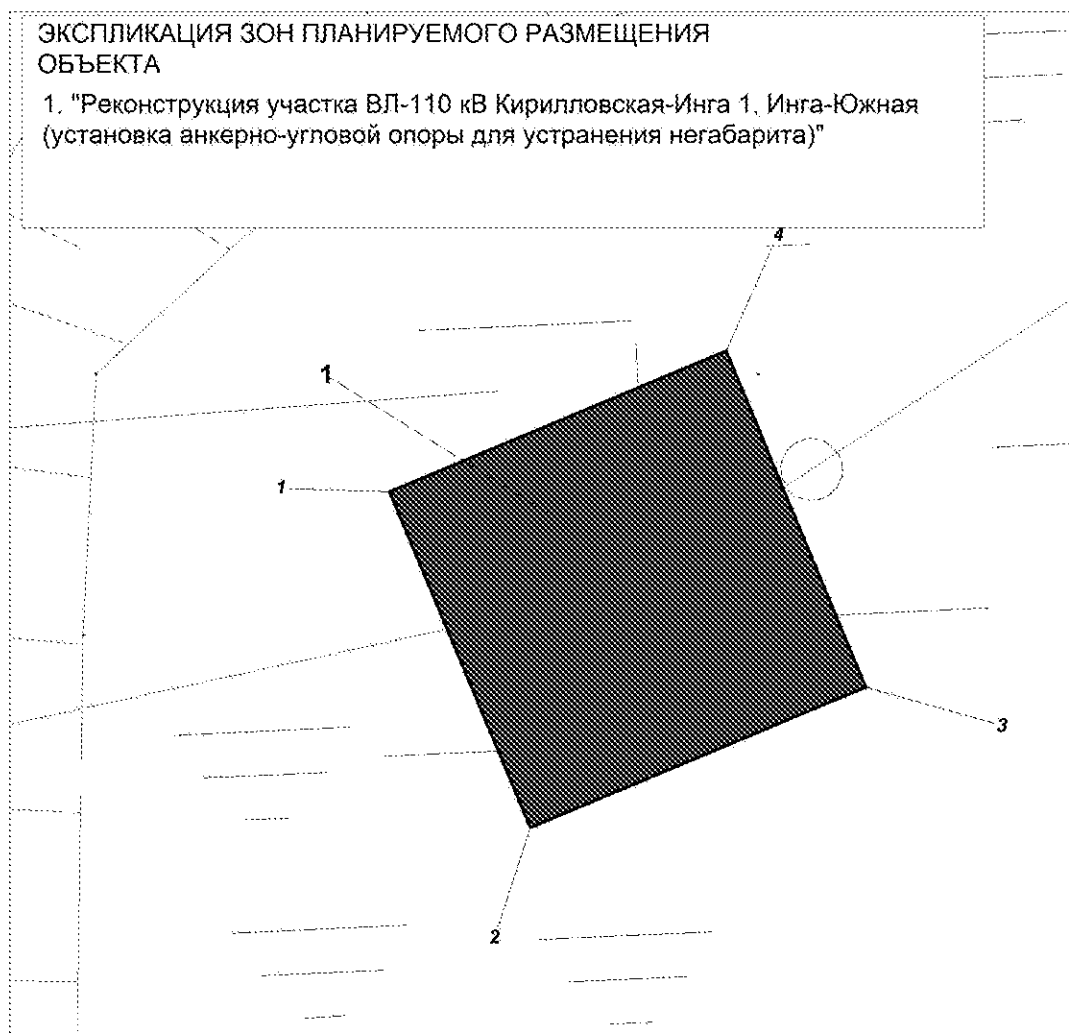 ЭКСПЛИКАЦИЯ ЗОН ПЛАНИРУЕМОГО РАЗМЕЩЕНИЯ
ОБЪЕКТА
1. "Реконструкция участка ВЛ-110 кВ Кирилловская-Инга 1, Инга-Южная
(установка анкерно-угловой опоры для устранения негабарита)"
4
1
1
3
2